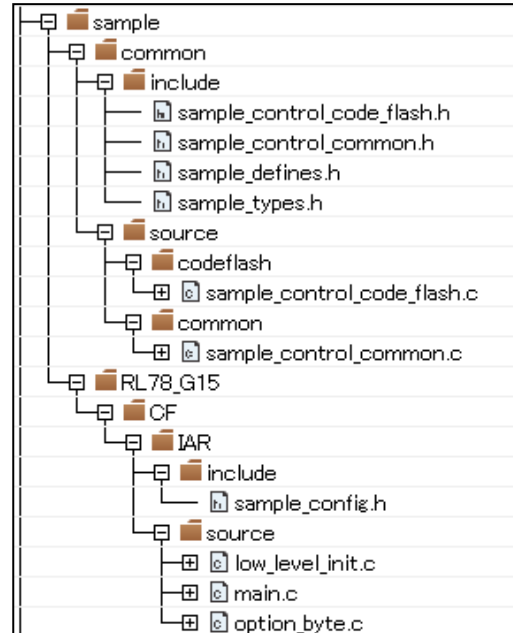 sample
common
include
sample_control_code_flash.h
sample_control_common.h
sample_defines.h
sample_types.h
source
codeflash
sample_control_code_flash.c
common
sample_control_common.c
RL78_G15
CF
IAR
include
sample_config.h
source
low_level_init.c
main.c
option_byte.c